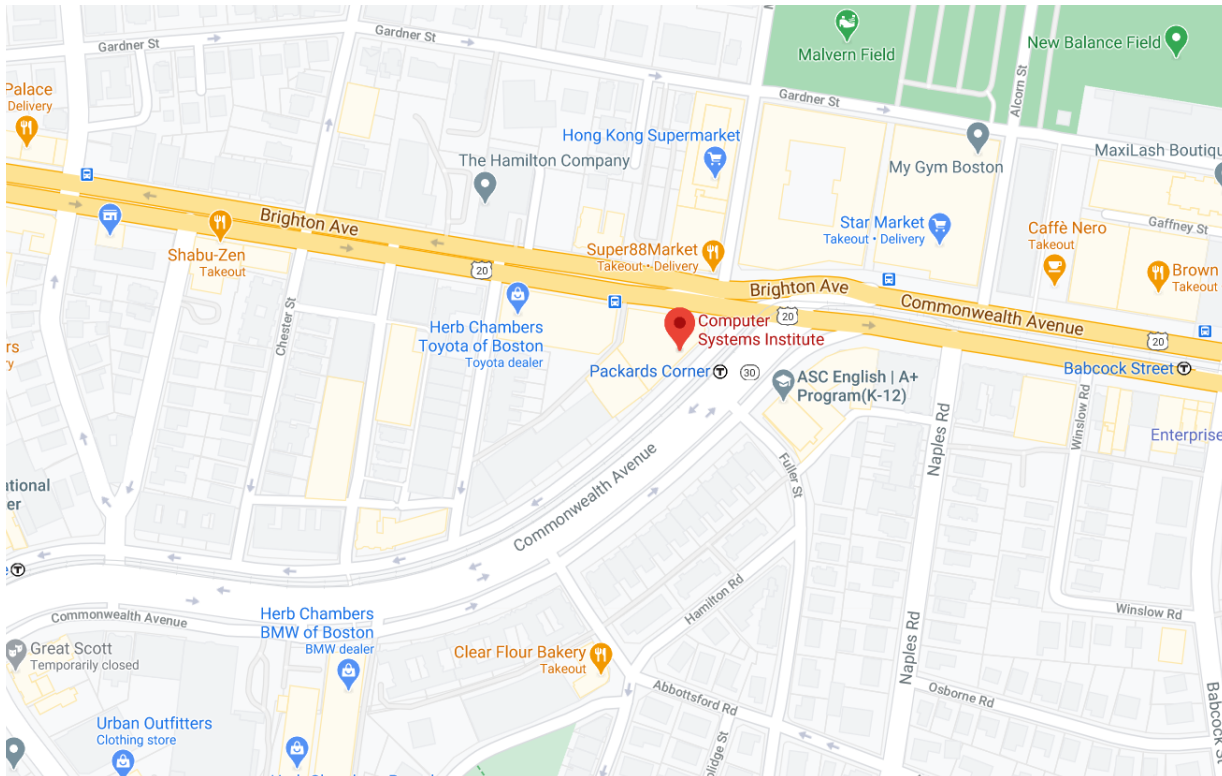 Gardner St
Malvern Field
New Balance Field
Palace
Delivery
Gardner St
Alcorn St
Hong Kong Supermarket
The Hamilton Company
My Gym Boston
MaxiLash Boutiqu
Brighton Ave
Shabu-Zen
Takeout
Super88Market
Takeout • Delivery
Star Market
Takeout • Delivery
Caffè Nero
Takeout
Gaffney St
Brown
Takeout
20
Brighton Ave
Commonwealth Avenue
20
20
Herb Chambers
Toyota of Boston
Toyota dealer
Computer
Systems Institute
Chester St
Packards Corner
T
30
ASC English | A+
Program(K-12)
Babcock Street
T
rs
y
Naples Rd
Winslow Rd
Enterprise
Fuller St
Commonwealth Avenue
ational
er
e
T
Commonwealth Avenue
Herb Chambers
BMW of Boston
BMW dealer
Hamilton Rd
Winslow Rd
Great Scott
Temporarily closed
Clear Flour Bakery
Takeout
Naples Rd
Abbottsford Rd
Osborne Rd
Babcock St
Urban Outfitters
Clothing store
olidge St